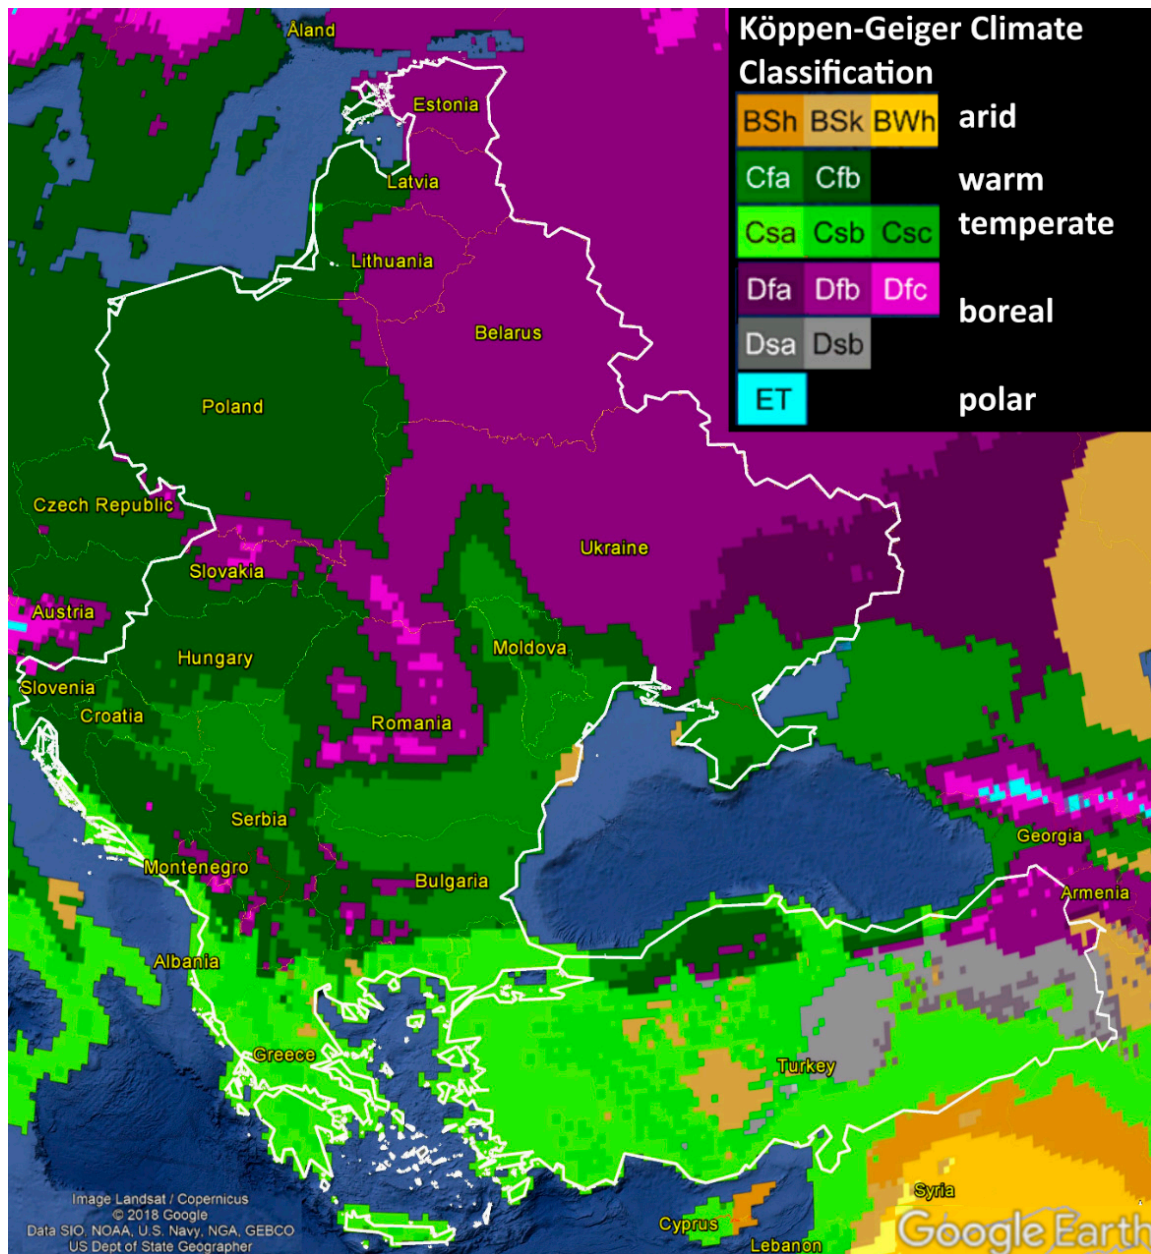 Köppen-Geiger Climate
Classification
BSh BSk BWh arid
Cfa Cfb warm
Csa Csb Csc temperate
Dfa Dfb Dfc
boreal
Dsa Dsb
ET polar
Åland
Estonia
Latvia
Lithuania
Belarus
Poland
Czech Republic
Ukraine
Slovakia
Austria
Hungary
Moldova
Slovenia
Croatia
Romania
Serbia
Georgia
Montenegro
Bulgaria
Armenia
Albania
Greece
Turkey
Syria
Cyprus
Lebanon
Image Landsat / Copernicus
© 2018 Google
Data SIO, NOAA, U.S. Navy, NGA, GEBCO
US Dept of State Geographer
Google Earth